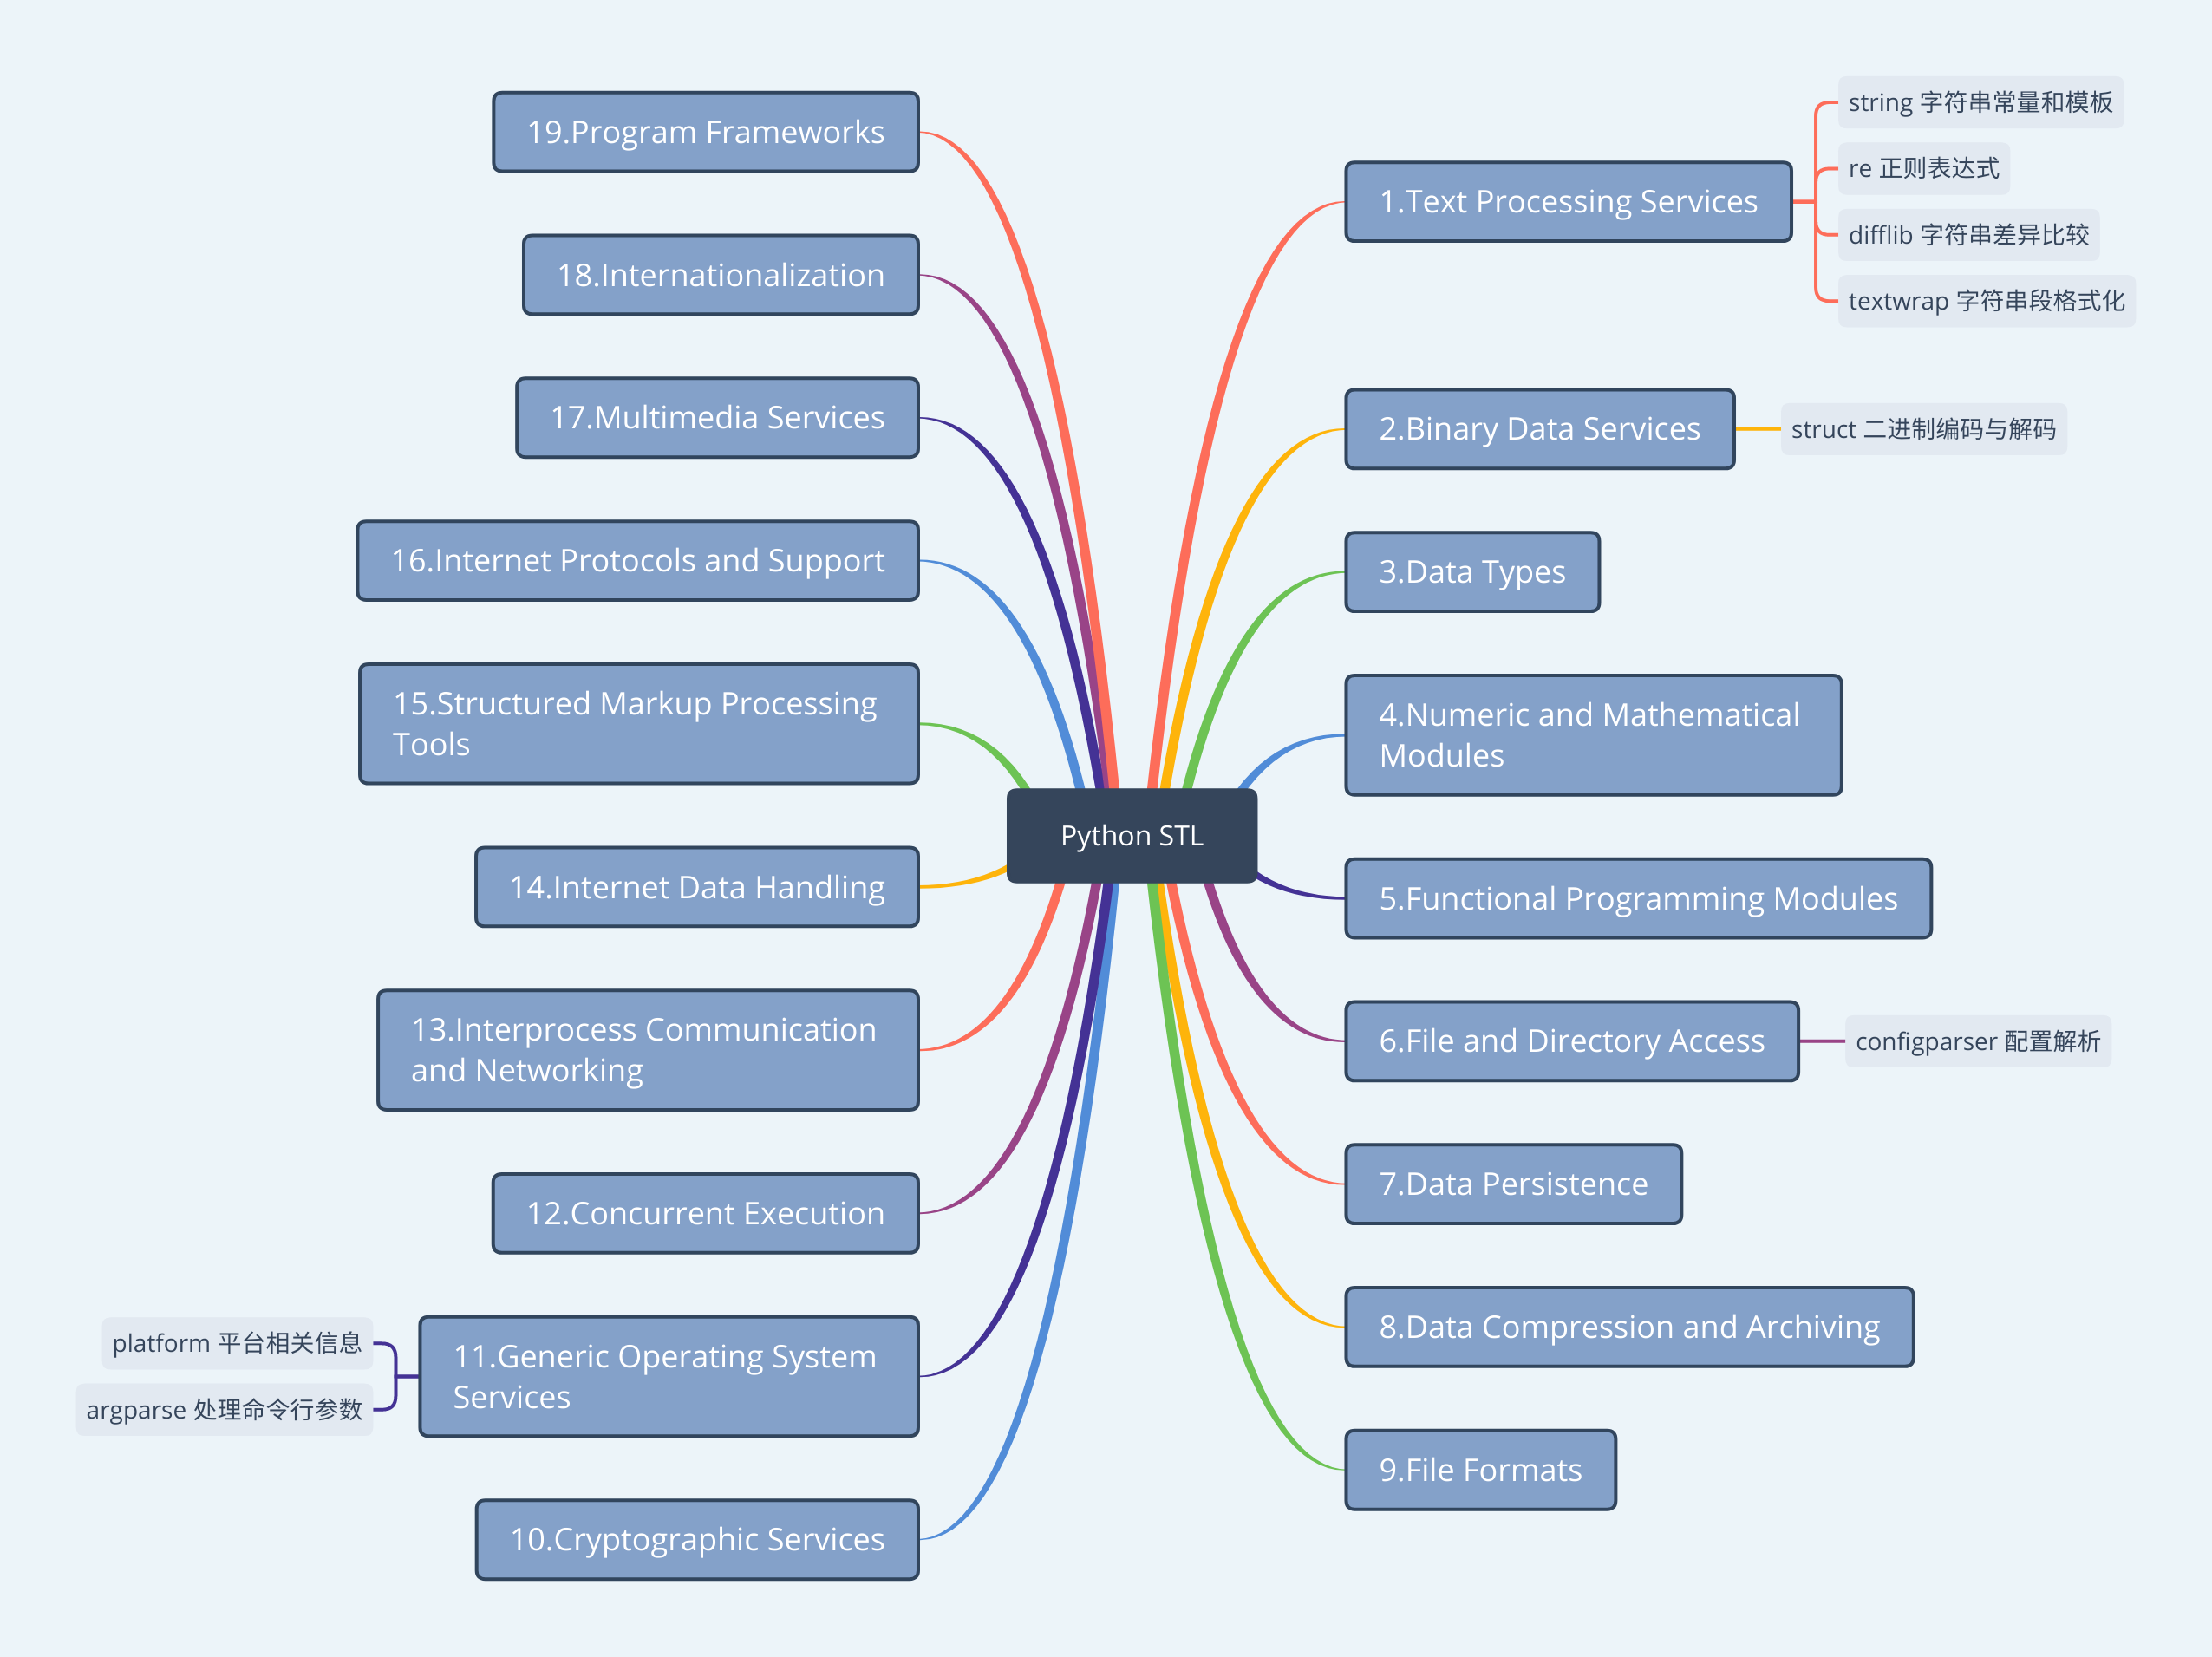 Python STL
1.Text Processing Services
string 字符串常量和模板
re 正则表达式
difflib 字符串差异比较
textwrap 字符串段格式化
2.Binary Data Services
struct 二进制编码与解码
3.Data Types
4.Numeric and Mathematical
Modules
5.Functional Programming Modules
6.File and Directory Access
configparser 配置解析
7.Data Persistence
8.Data Compression and Archiving
9.File Formats
10.Cryptographic Services
11.Generic Operating System
Services
platform 平台相关信息
argparse 处理命令行参数
12.Concurrent Execution
13.Interprocess Communication
and Networking
14.Internet Data Handling
15.Structured Markup Processing
Tools
16.Internet Protocols and Support
17.Multimedia Services
18.Internationalization
19.Program Frameworks